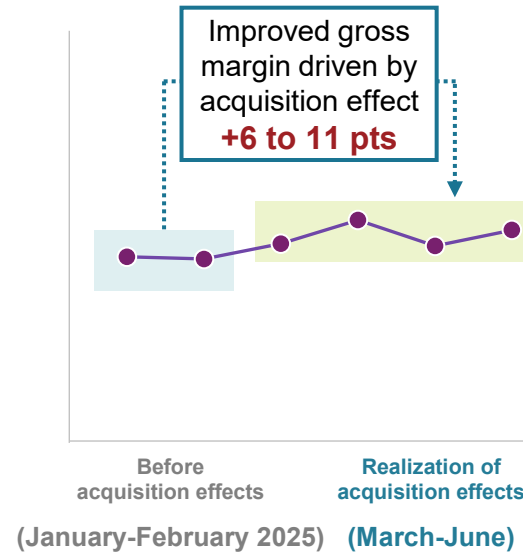 Improved gross
margin driven by
acquisition effect
+6 to 11 pts
Before
acquisition effects
Realization of
acquisition effects
(January-February 2025)
(March-June)